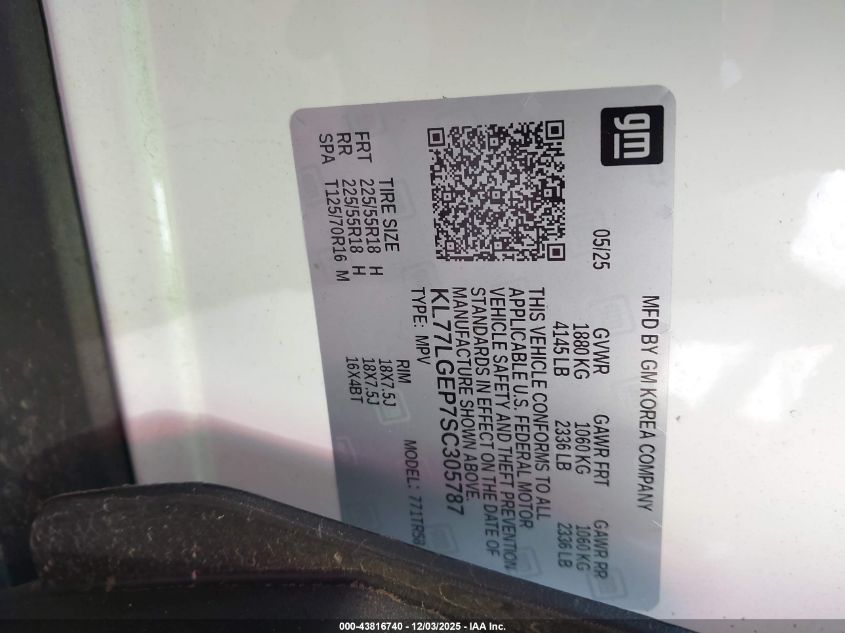 gm
MFD BY GM KOREA COMPANY
05/25 GVWR GAWR FRT GAWR RR
1880 KG 1060 KG 1060 KG
4145 LB 2336 LB 2336 LB
THIS VEHICLE CONFORMS TO ALL
APPLICABLE U.S. FEDERAL MOTOR
VEHICLE SAFETY AND THEFT PREVENTION
STANDARDS IN EFFECT ON THE DATE OF
MANUFACTURE SHOWN ABOVE.
KL77LGEP7SC305787
TYPE: MPV MODEL: 771TR58
TIRE SIZE RIM
FRT 225/55R18 H 18X7.5J
RR 225/55R18 H 18X7.5J
SPA T125/70R16 M 16X4BT
000-43816740 - 12/03/2025 - IAA Inc.